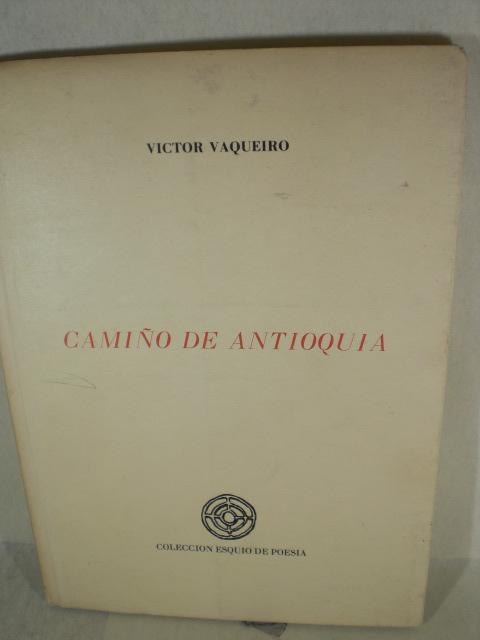 VICTOR VAQUEIRO
CAMIÑO DE ANTIOQUIA
COLECCION ESQUIO DE POESIA